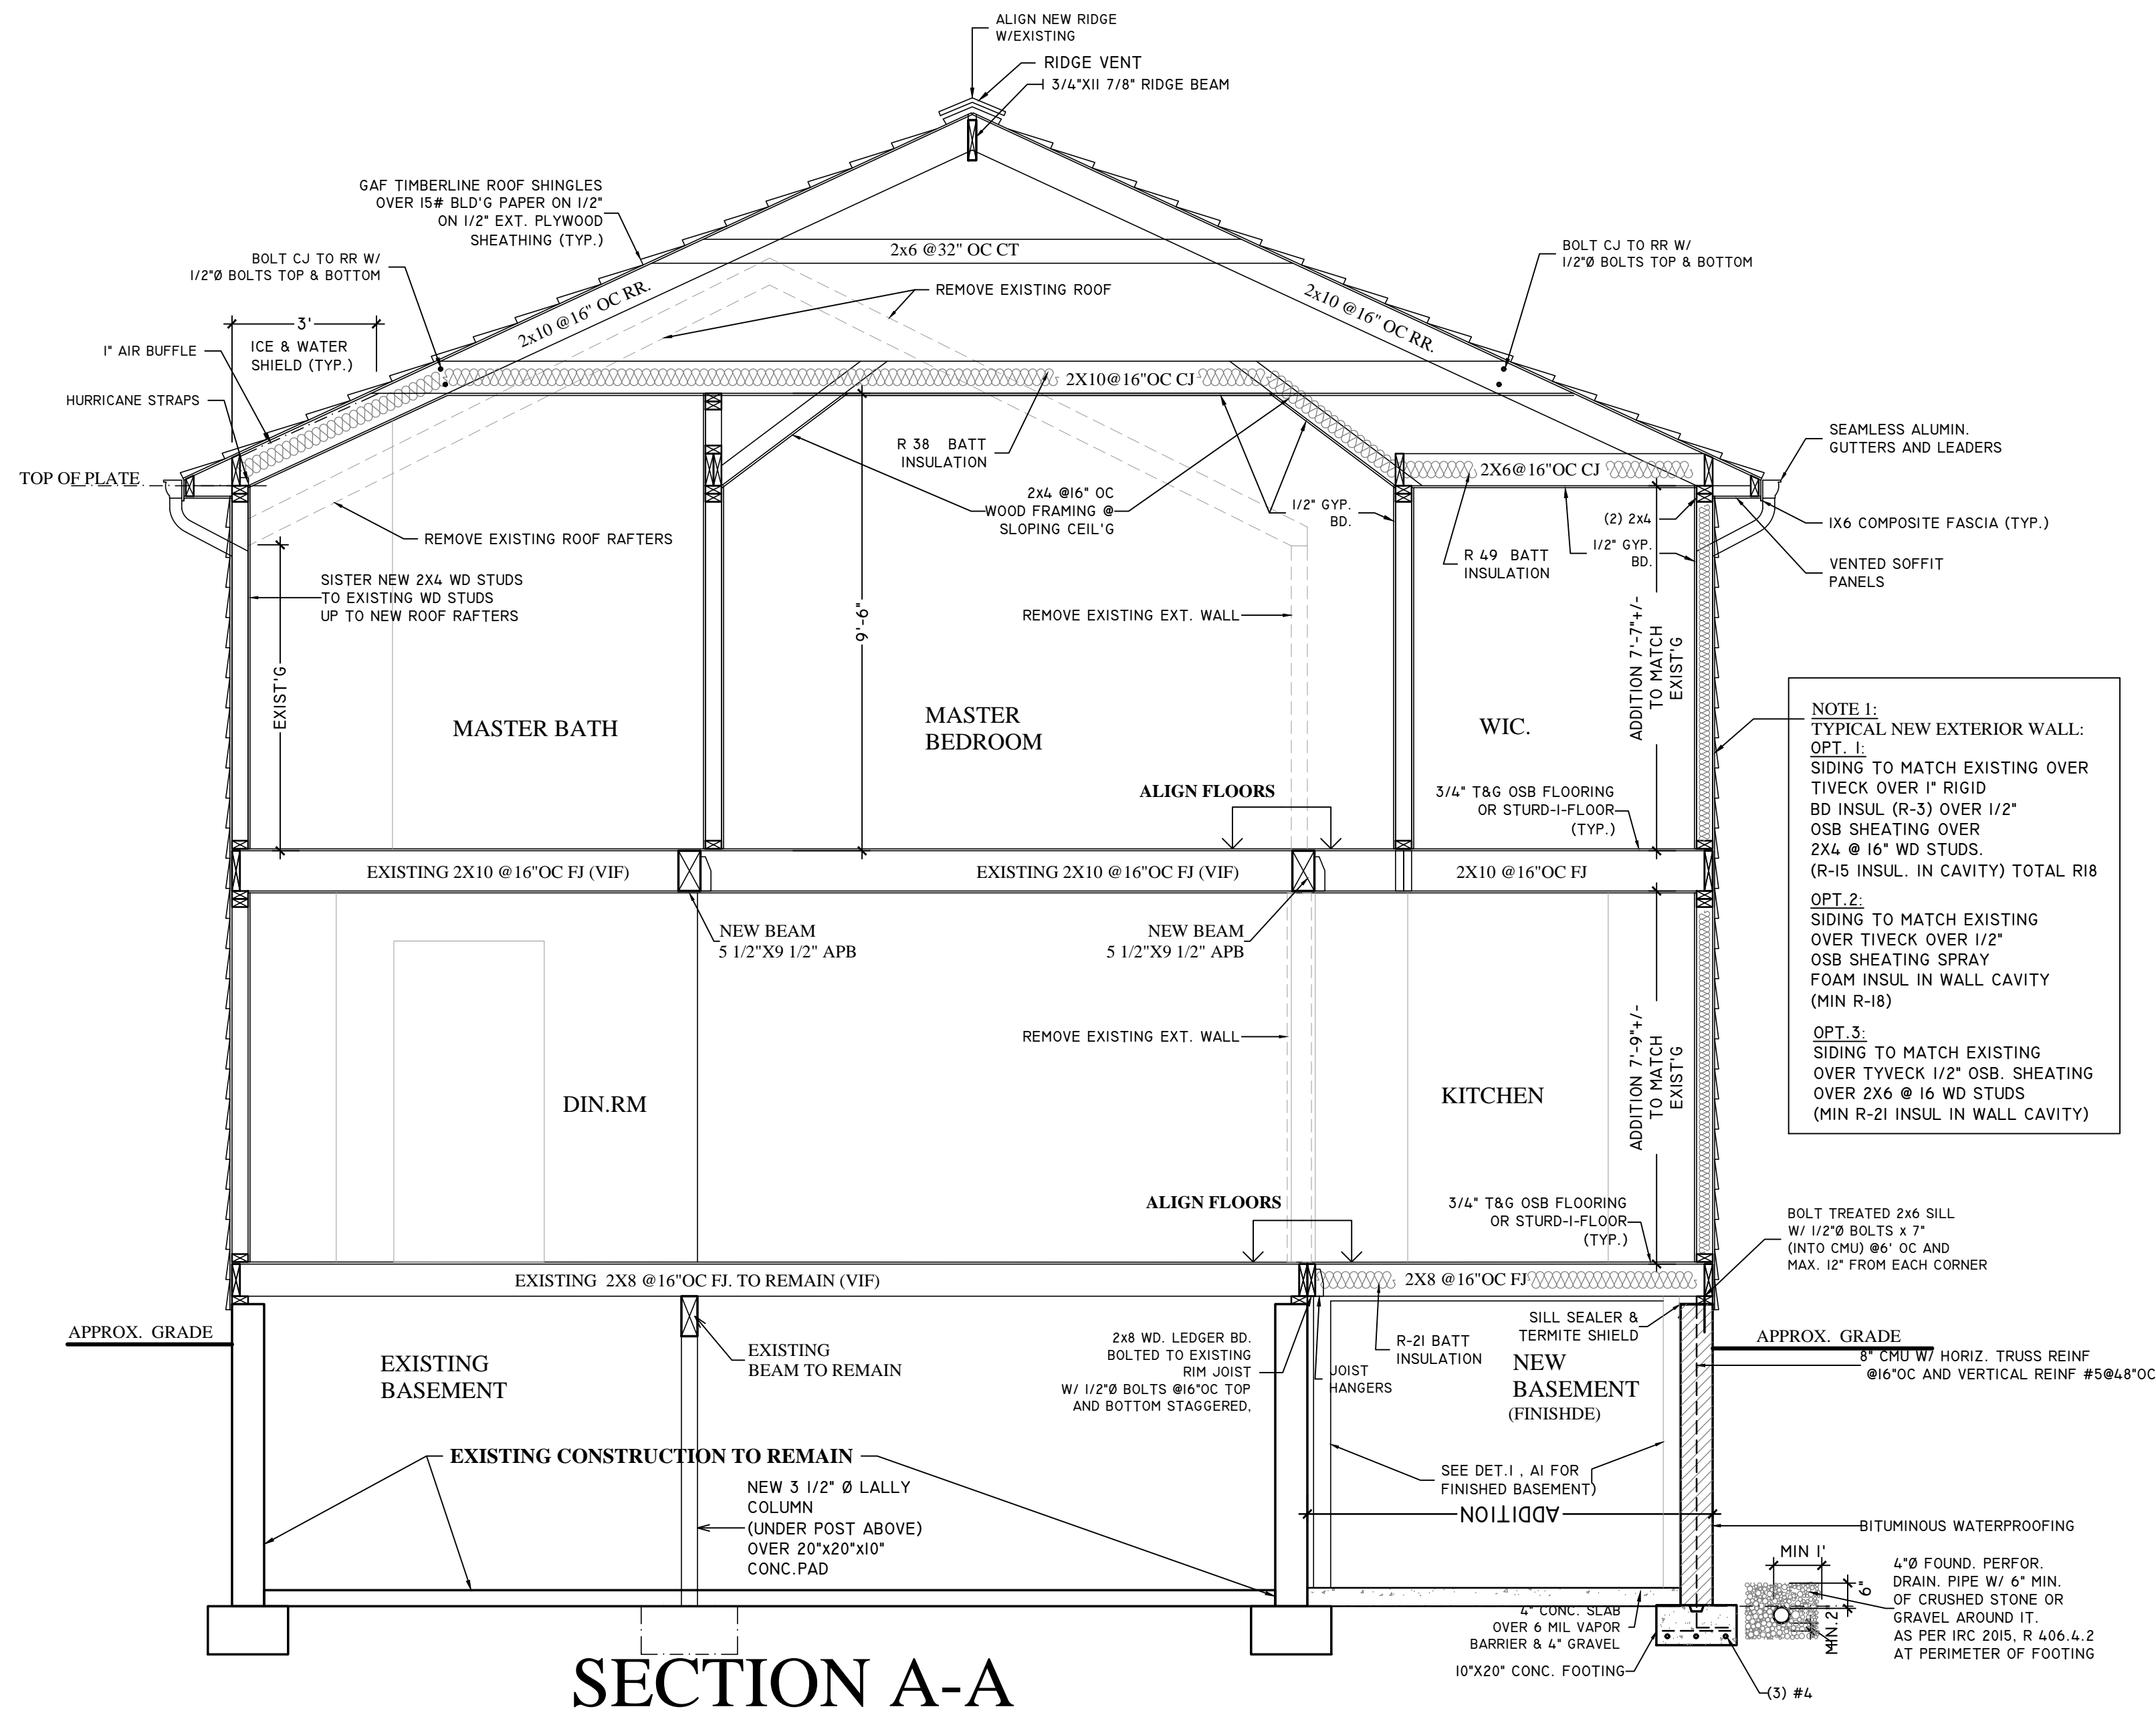 ALIGN NEW RIDGE
W/EXISTING
RIDGE VENT
1 3/4"X11 7/8" RIDGE BEAM
GAF TIMBERLINE ROOF SHINGLES
OVER 15# BLD'G PAPER ON 1/2"
ON 1/2" EXT. PLYWOOD
SHEATHING (TYP.)
BOLT CJ TO RR W/
1/2"Ø BOLTS TOP & BOTTOM
2x6 @32" OC CT
BOLT CJ TO RR W/
1/2"Ø BOLTS TOP & BOTTOM
2x10 @16" OC RR.
REMOVE EXISTING ROOF
2x10 @16" OC RR.
3'
ICE & WATER
SHIELD (TYP.)
1" AIR BUFFLE
HURRICANE STRAPS
2X10@16"OC CJ
R 38 BATT
INSULATION
SEAMLESS ALUMIN.
GUTTERS AND LEADERS
TOP OF PLATE
2X6@16"OC CJ
2x4 @16" OC
WOOD FRAMING @
SLOPING CEIL'G
1/2" GYP.
BD.
(2) 2x4
1X6 COMPOSITE FASCIA (TYP.)
REMOVE EXISTING ROOF RAFTERS
R 49 BATT
INSULATION
1/2" GYP.
BD.
VENTED SOFFIT
PANELS
SISTER NEW 2X4 WD STUDS
TO EXISTING WD STUDS
UP TO NEW ROOF RAFTERS
EXIST'G
9'-6"
REMOVE EXISTING EXT. WALL
ADDITION 7'-7"+/-
TO MATCH
EXIST'G
MASTER BATH
MASTER
BEDROOM
WIC.
NOTE 1:
TYPICAL NEW EXTERIOR WALL:
OPT. 1:
SIDING TO MATCH EXISTING OVER
TIVECK OVER 1" RIGID
BD INSUL (R-3) OVER 1/2"
OSB SHEATING OVER
2X4 @ 16" WD STUDS.
(R-15 INSUL. IN CAVITY) TOTAL R18
OPT.2:
SIDING TO MATCH EXISTING
OVER TIVECK OVER 1/2"
OSB SHEATING SPRAY
FOAM INSUL IN WALL CAVITY
(MIN R-18)
OPT.3:
SIDING TO MATCH EXISTING
OVER TYVECK 1/2" OSB. SHEATING
OVER 2X6 @ 16 WD STUDS
(MIN R-21 INSUL IN WALL CAVITY)
ALIGN FLOORS
3/4" T&G OSB FLOORING
OR STURD-I-FLOOR
(TYP.)
EXISTING 2X10 @16"OC FJ (VIF)
EXISTING 2X10 @16"OC FJ (VIF)
2X10 @16"OC FJ
NEW BEAM
5 1/2"X9 1/2" APB
NEW BEAM
5 1/2"X9 1/2" APB
REMOVE EXISTING EXT. WALL
ADDITION 7'-9"+/-
TO MATCH
EXIST'G
DIN.RM
KITCHEN
ALIGN FLOORS
3/4" T&G OSB FLOORING
OR STURD-I-FLOOR
(TYP.)
BOLT TREATED 2x6 SILL
W/ 1/2"Ø BOLTS x 7"
(INTO CMU) @6' OC AND
MAX. 12" FROM EACH CORNER
EXISTING 2X8 @16"OC FJ. TO REMAIN (VIF)
2X8 @16"OC FJ
APPROX. GRADE
EXISTING
BASEMENT
EXISTING
BEAM TO REMAIN
2x8 WD. LEDGER BD.
BOLTED TO EXISTING
RIM JOIST
W/ 1/2"Ø BOLTS @16"OC TOP
AND BOTTOM STAGGERED,
JOIST
HANGERS
R-21 BATT
INSULATION
SILL SEALER &
TERMITE SHIELD
NEW
BASEMENT
(FINISHDE)
APPROX. GRADE
8" CMU W/ HORIZ. TRUSS REINF
@16"OC AND VERTICAL REINF #5@48"OC
EXISTING CONSTRUCTION TO REMAIN
NEW 3 1/2" Ø LALLY
COLUMN
(UNDER POST ABOVE)
OVER 20"x20"x10"
CONC.PAD
SEE DET.1 , A1 FOR
FINISHED BASEMENT)
ADDITION
BITUMINOUS WATERPROOFING
MIN 1'
6"
MIN.2"
4"Ø FOUND. PERFOR.
DRAIN. PIPE W/ 6" MIN.
OF CRUSHED STONE OR
GRAVEL AROUND IT.
AS PER IRC 2015, R 406.4.2
AT PERIMETER OF FOOTING
4" CONC. SLAB
OVER 6 MIL VAPOR
BARRIER & 4" GRAVEL
10"X20" CONC. FOOTING
(3) #4
SECTION A-A